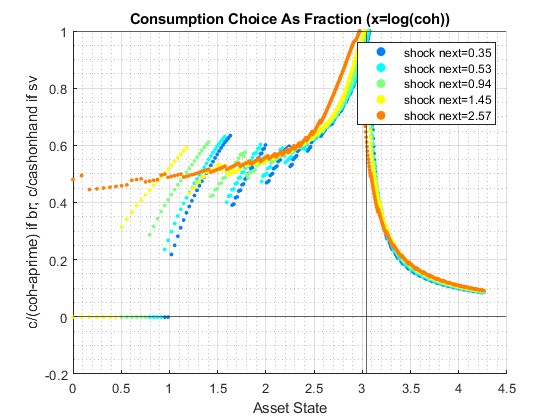 Consumption Choice As Fraction (x=log(coh))
c/(coh-aprime) if br; c/cashonhand if sv
1
0.8
0.6
0.4
0.2
0
-0.2
shock next=0.35
shock next=0.53
shock next=0.94
shock next=1.45
shock next=2.57
0 0.5 1 1.5 2 2.5 3 3.5 4 4.5
Asset State